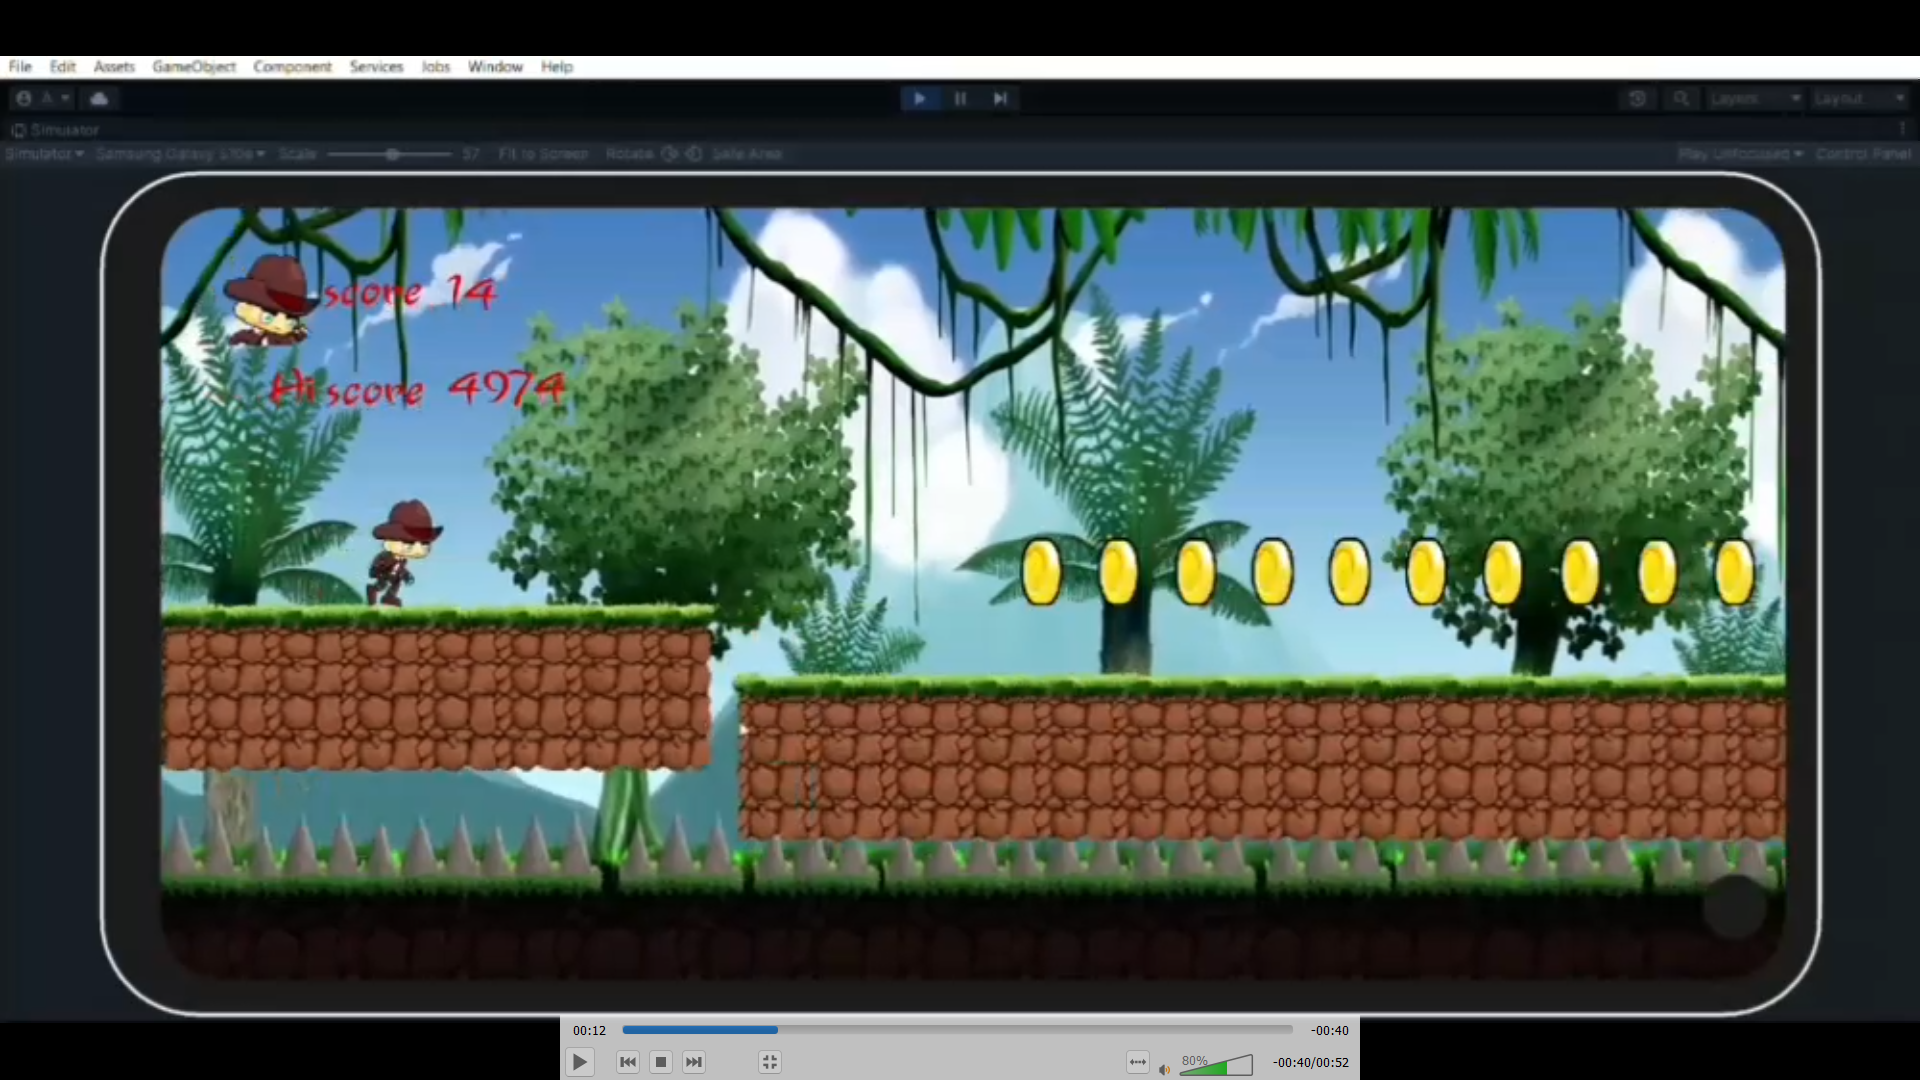 File Edit Assets GameObject Component Services Jobs Window Help
A Layers Layout
Simulator
Simulator Samsung Galaxy S10e Scale 57 Fit to Screen Rotate Safe Area Play Unfocused Control Panel
score 14
Hi score 4974
00:12 -00:40
80% -00:40/00:52